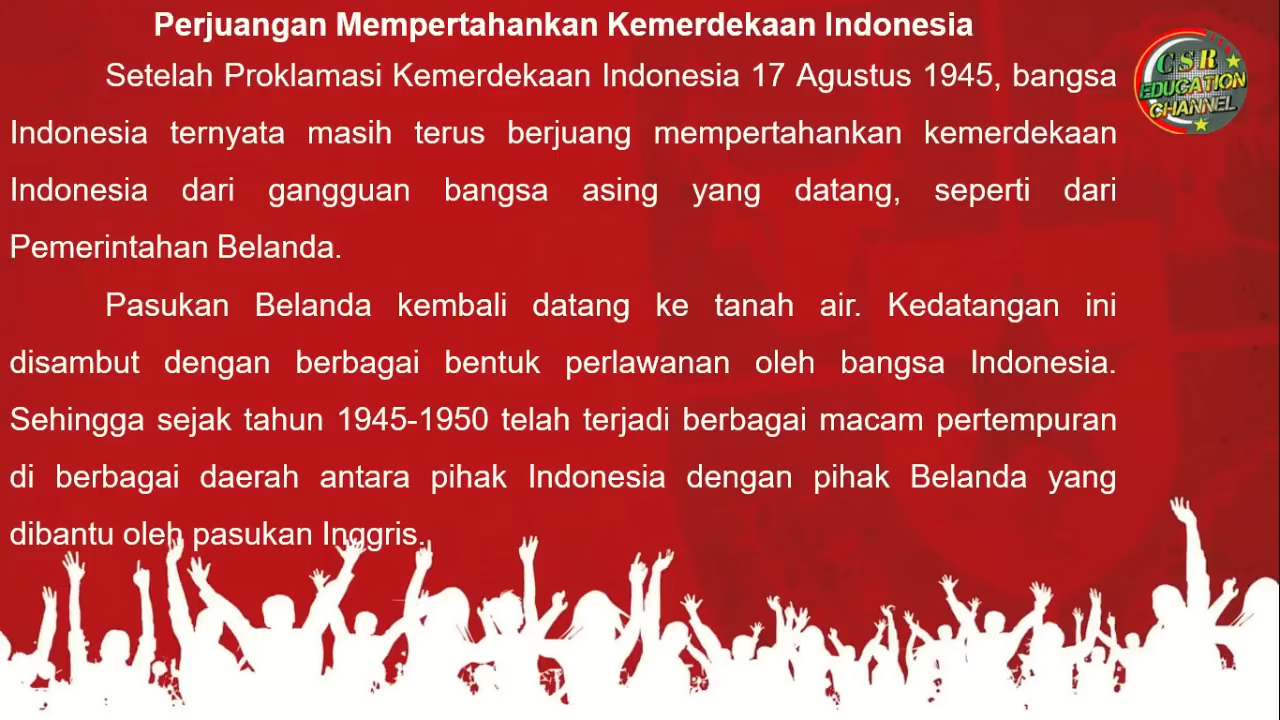 Perjuangan Mempertahankan Kemerdekaan Indonesia
Setelah Proklamasi Kemerdekaan Indonesia 17 Agustus 1945, bangsa
Indonesia ternyata masih terus berjuang mempertahankan kemerdekaan
Indonesia dari gangguan bangsa asing yang datang, seperti dari
Pemerintahan Belanda.
Pasukan Belanda kembali datang ke tanah air. Kedatangan ini
disambut dengan berbagai bentuk perlawanan oleh bangsa Indonesia.
Sehingga sejak tahun 1945-1950 telah terjadi berbagai macam pertempuran
di berbagai daerah antara pihak Indonesia dengan pihak Belanda yang
dibantu oleh pasukan Inggris.
CSR
EDUCATION
CHANNEL